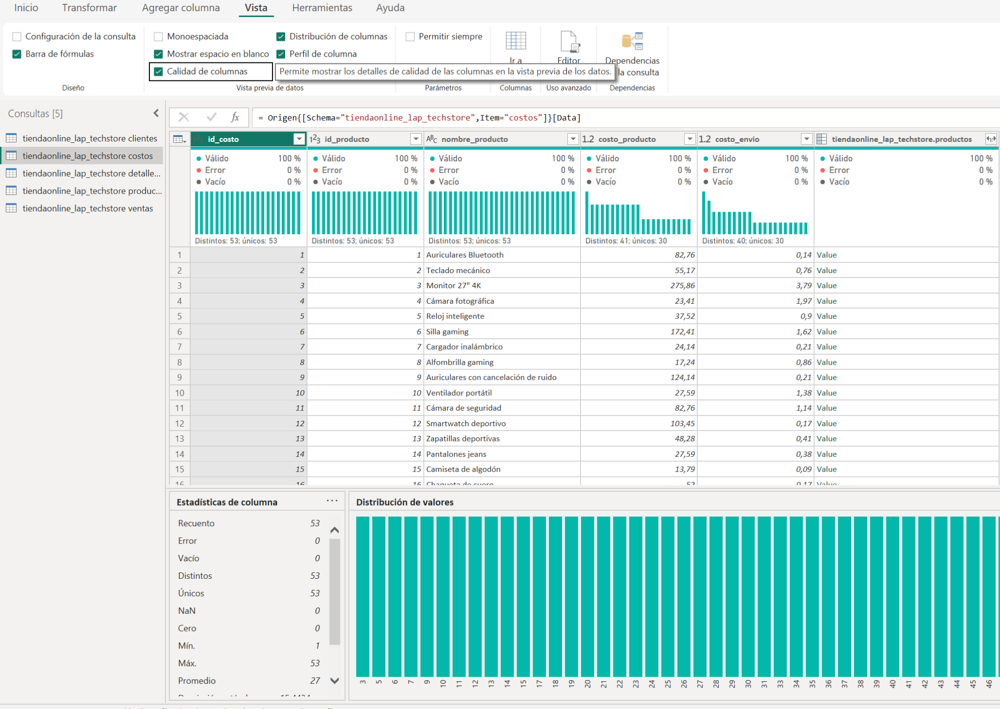 Inicio Transformar Agregar columna Vista Herramientas Ayuda
Configuración de la consulta Monoespaciada Distribución de columnas Permitir siempre
Barra de fórmulas Mostrar espacio en blanco Perfil de columna
Ir a Editor Dependencias
Calidad de columnas Permite mostrar los detalles de calidad de las columnas en la vista previa de los datos. la consulta
Diseño Vista previa de datos Parámetros Columnas Uso avanzado Dependencias
Consultas [5]
tiendaonline_lap_techstore clientes
tiendaonline_lap_techstore costos
tiendaonline_lap_techstore detalle...
tiendaonline_lap_techstore produc...
tiendaonline_lap_techstore ventas
fx = Origen{[Schema="tiendaonline_lap_techstore",Item="costos"]}[Data]
123 id_costo 123 id_producto ABC nombre_producto 1.2 costo_producto 1.2 costo_envio tiendaonline_lap_techstore.productos
Válido 100 % Válido 100 % Válido 100 % Válido 100 % Válido 100 % Válido 100 %
Error 0 % Error 0 % Error 0 % Error 0 % Error 0 % Error 0 %
Vacío 0 % Vacío 0 % Vacío 0 % Vacío 0 % Vacío 0 % Vacío 0 %
Distintos: 53; únicos: 53 Distintos: 53; únicos: 53 Distintos: 53; únicos: 53 Distintos: 41; únicos: 30 Distintos: 40; únicos: 30
1 1 1 Auriculares Bluetooth 82,76 0,14 Value
2 2 2 Teclado mecánico 55,17 0,76 Value
3 3 3 Monitor 27" 4K 275,86 3,79 Value
4 4 4 Cámara fotográfica 23,41 1,97 Value
5 5 5 Reloj inteligente 37,52 0,9 Value
6 6 6 Silla gaming 172,41 1,62 Value
7 7 7 Cargador inalámbrico 24,14 0,21 Value
8 8 8 Alfombrilla gaming 17,24 0,86 Value
9 9 9 Auriculares con cancelación de ruido 124,14 0,21 Value
10 10 10 Ventilador portátil 27,59 1,38 Value
11 11 11 Cámara de seguridad 82,76 1,14 Value
12 12 12 Smartwatch deportivo 103,45 0,17 Value
13 13 13 Zapatillas deportivas 48,28 0,41 Value
14 14 14 Pantalones jeans 27,59 0,38 Value
15 15 15 Camiseta de algodón 13,79 0,09 Value
16 16 16 Chaqueta de cuero 52 0,17 Value
Estadísticas de columna ...
Recuento 53
Error 0
Vacío 0
Distintos 53
Únicos 53
NaN 0
Cero 0
Mín. 1
Máx. 53
Promedio 27
Distribución de valores
3 5 6 7 9 10 11 12 13 14 15 17 18 19 20 21 22 23 24 25 26 27 28 29 30 31 33 34 35 36 37 38 39 40 41 42 43 44 45 46